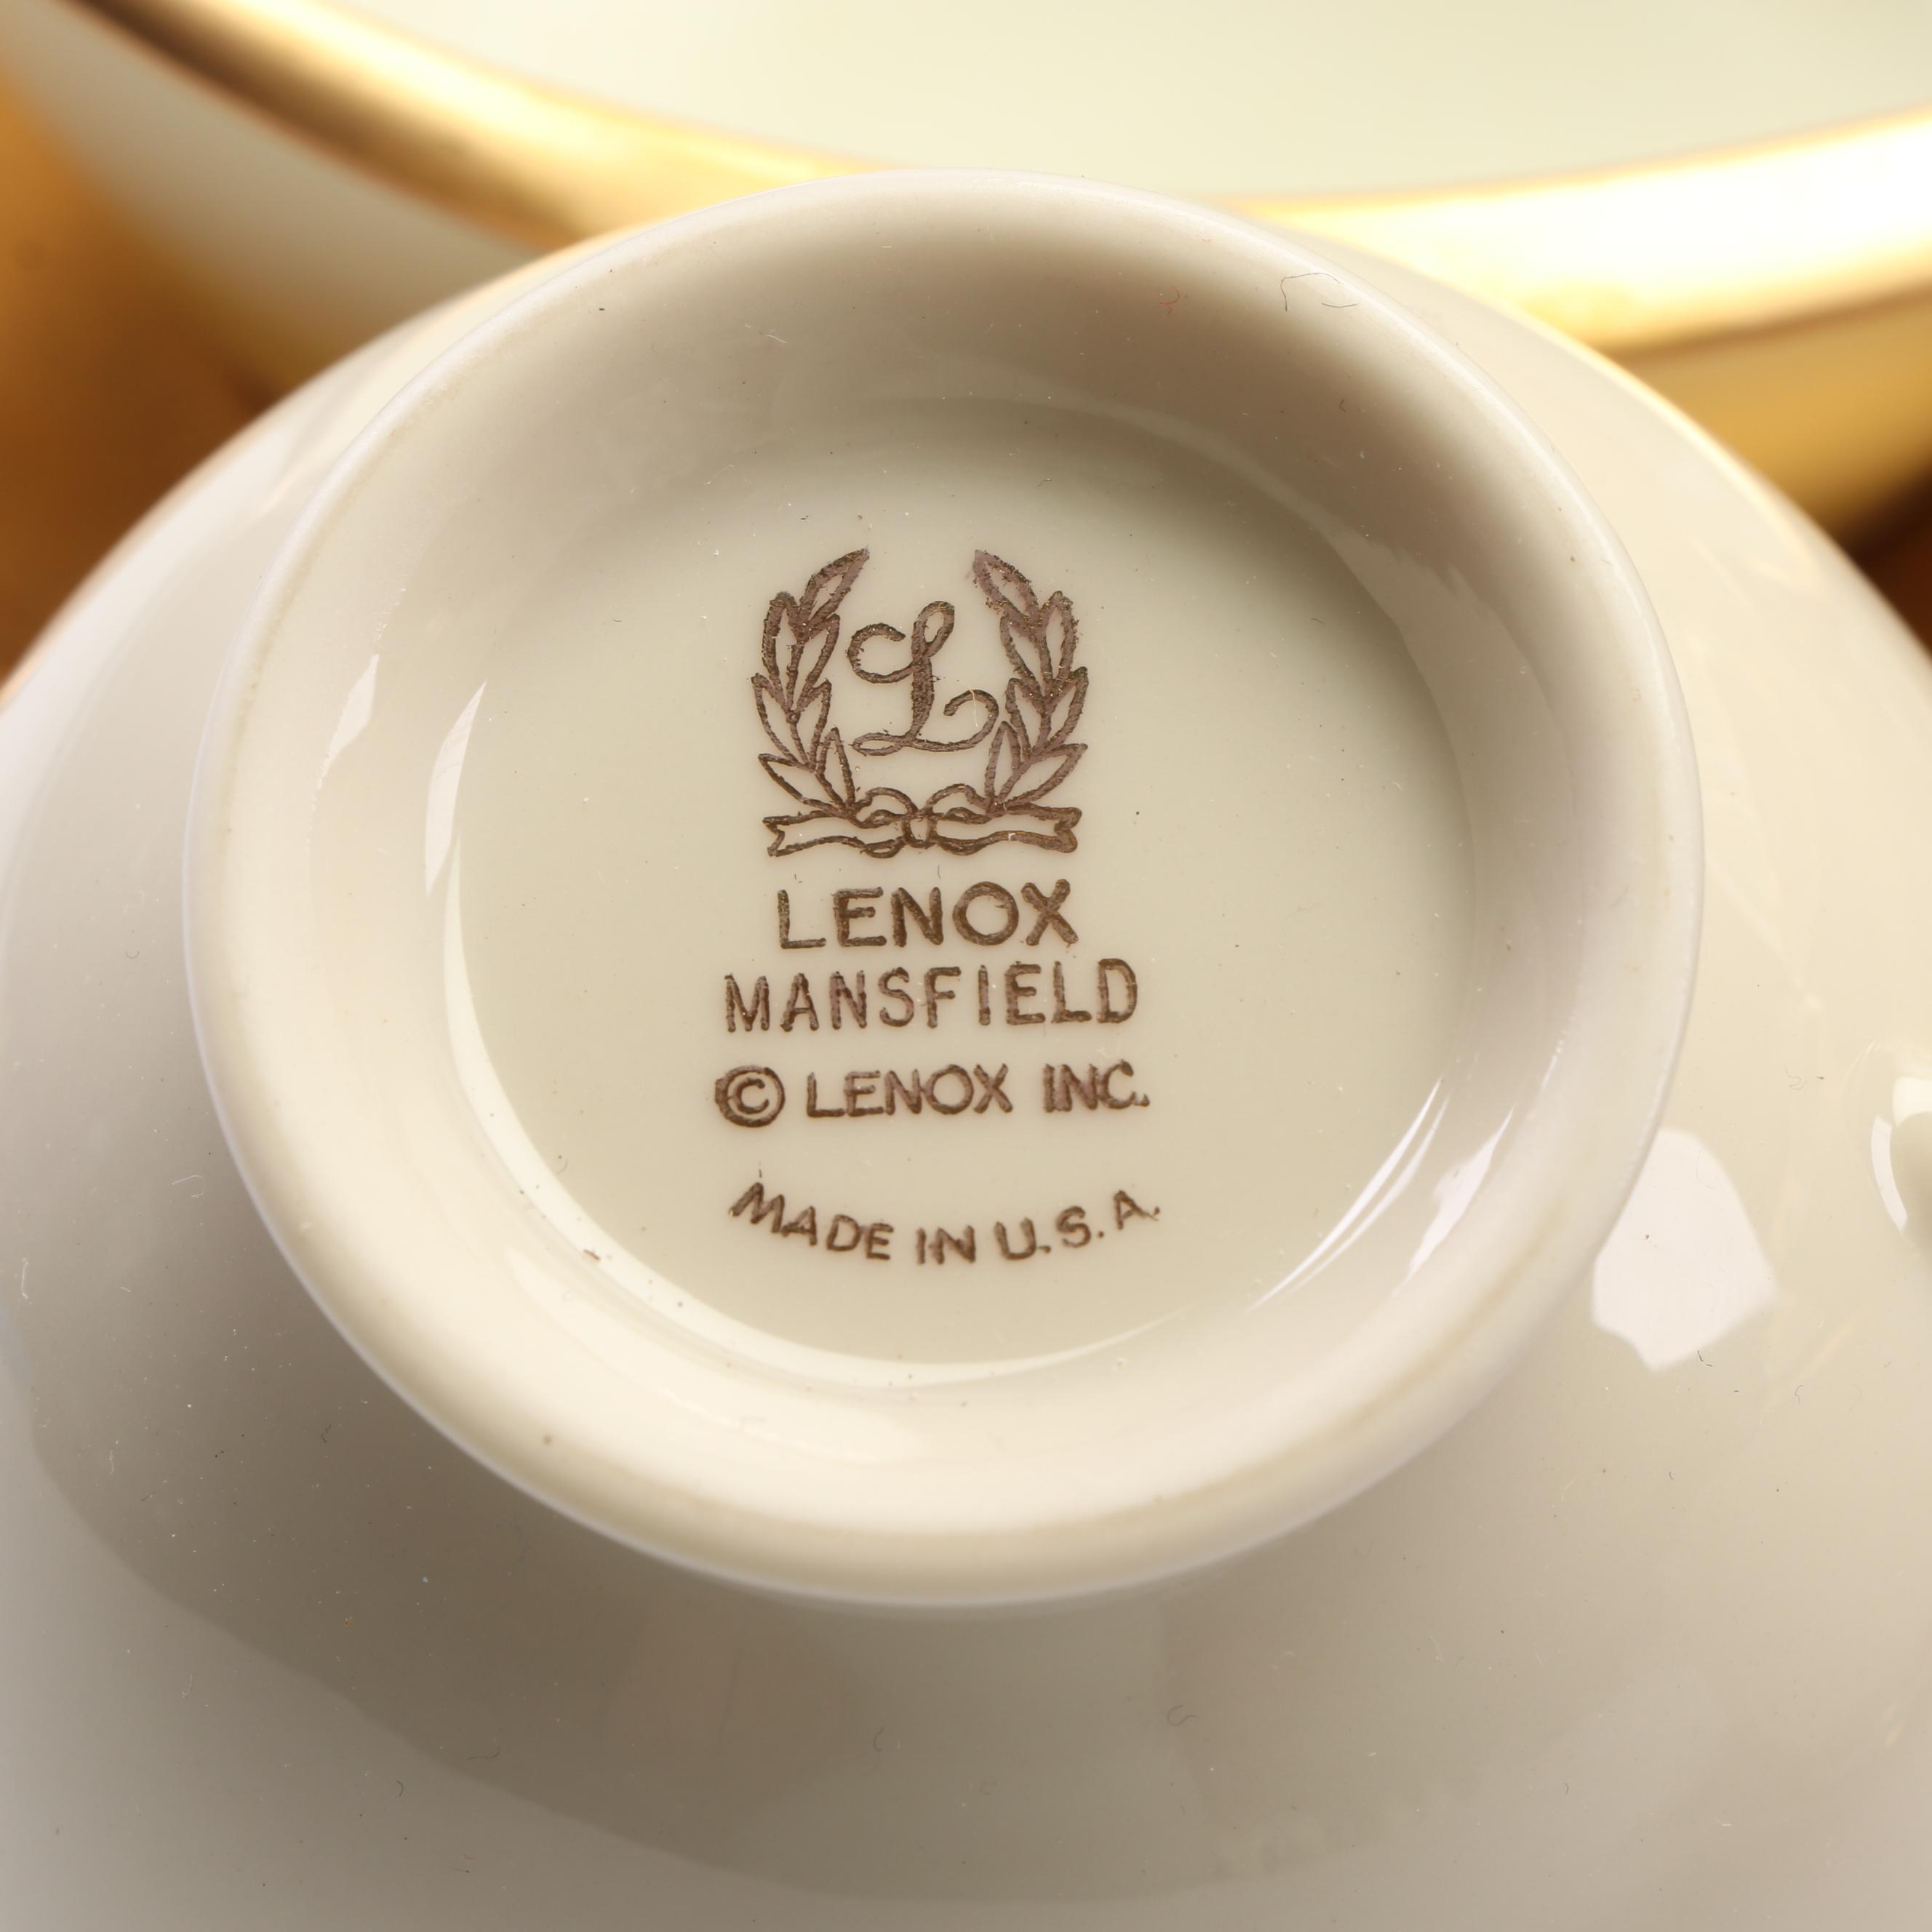 L
LENOX
MANSFIELD
© LENOX INC.
MADE IN U.S.A.